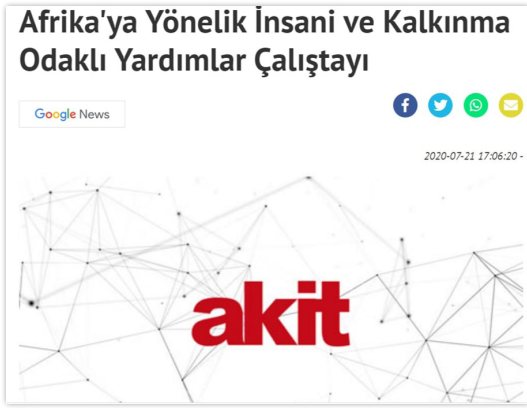 Afrika'ya Yönelik İnsani ve Kalkınma
Odaklı Yardımlar Çalıştayı
Google News
2020-07-21 17:06:20 -
akit